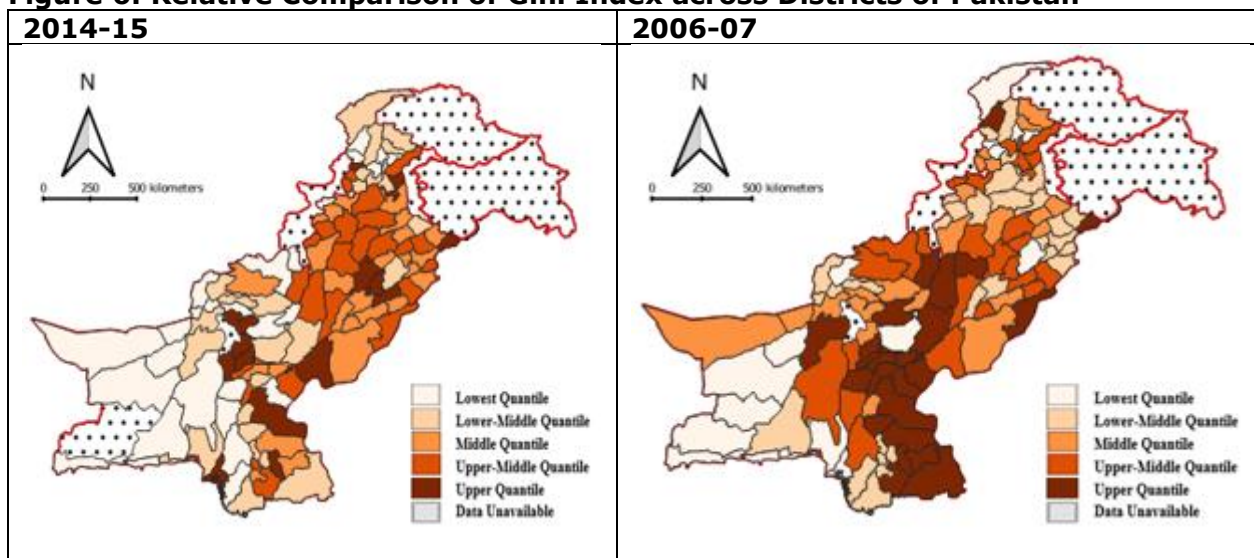 Figure 6: Relative Comparison of Gini Index across Districts of Pakistan
2014-15
2006-07
N
0 250 500 kilometers
Lowest Quantile
Lower-Middle Quantile
Middle Quantile
Upper-Middle Quantile
Upper Quantile
Data Unavailable
N
0 250 500 kilometers
Lowest Quantile
Lower-Middle Quantile
Middle Quantile
Upper-Middle Quantile
Upper Quantile
Data Unavailable